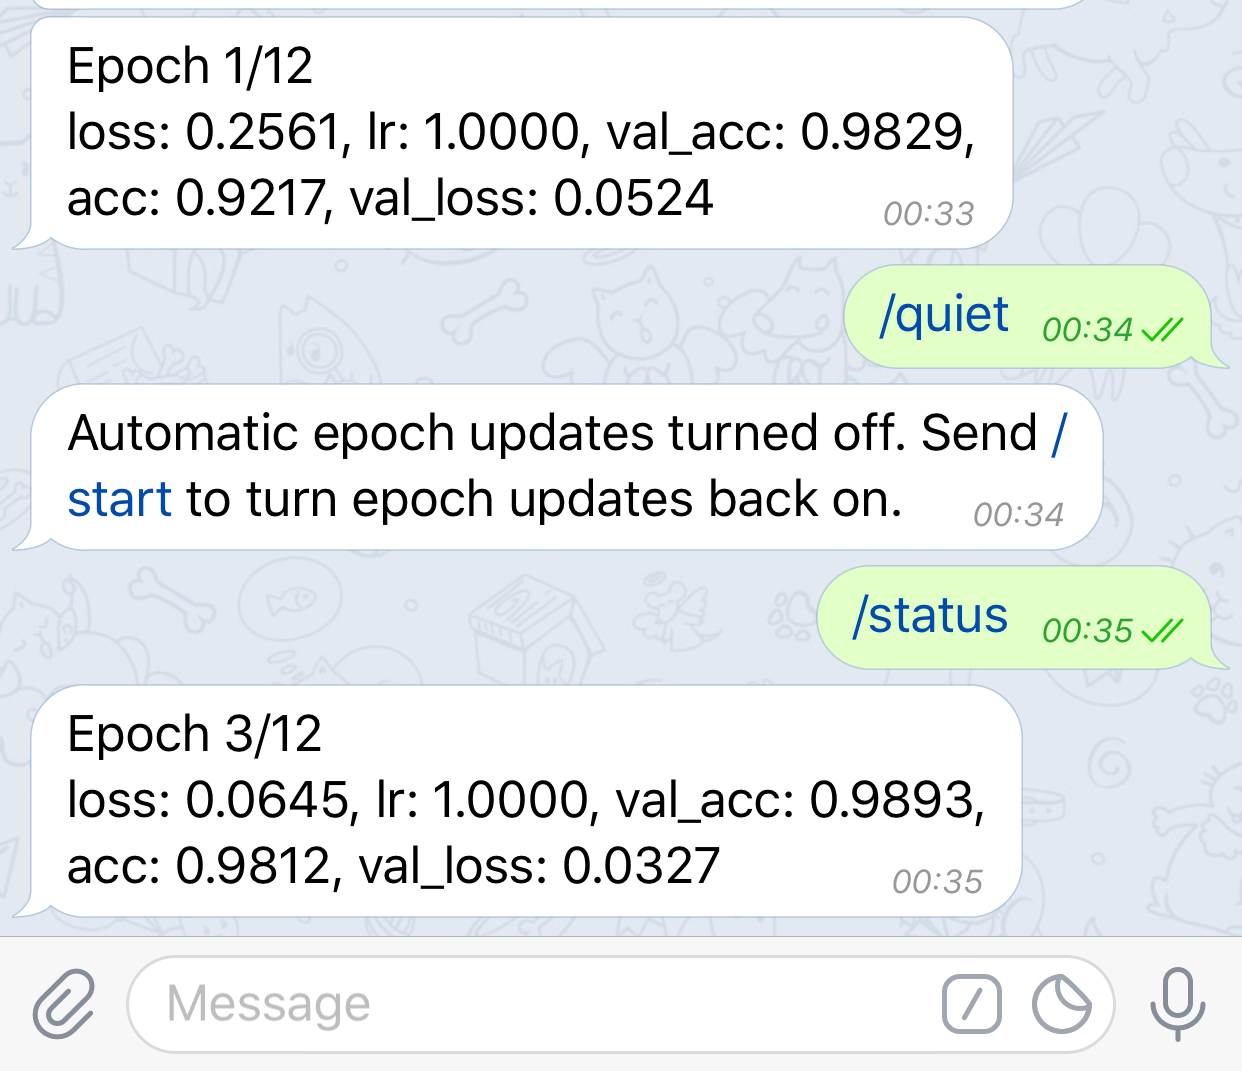 Epoch 1/12
loss: 0.2561, lr: 1.0000, val_acc: 0.9829,
acc: 0.9217, val_loss: 0.0524
00:33
/quiet 00:34
Automatic epoch updates turned off. Send /
start to turn epoch updates back on.
00:34
/status 00:35
Epoch 3/12
loss: 0.0645, lr: 1.0000, val_acc: 0.9893,
acc: 0.9812, val_loss: 0.0327
00:35
Message